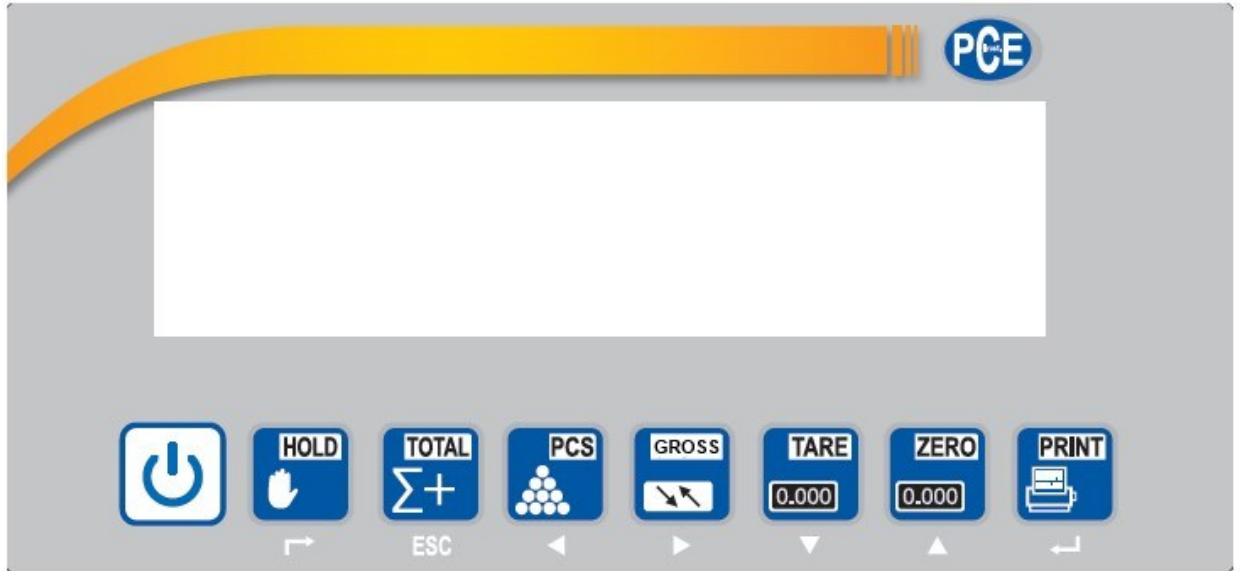 PCE
HOLD TOTAL PCS GROSS TARE ZERO PRINT
Σ+ 0.000 0.000
ESC